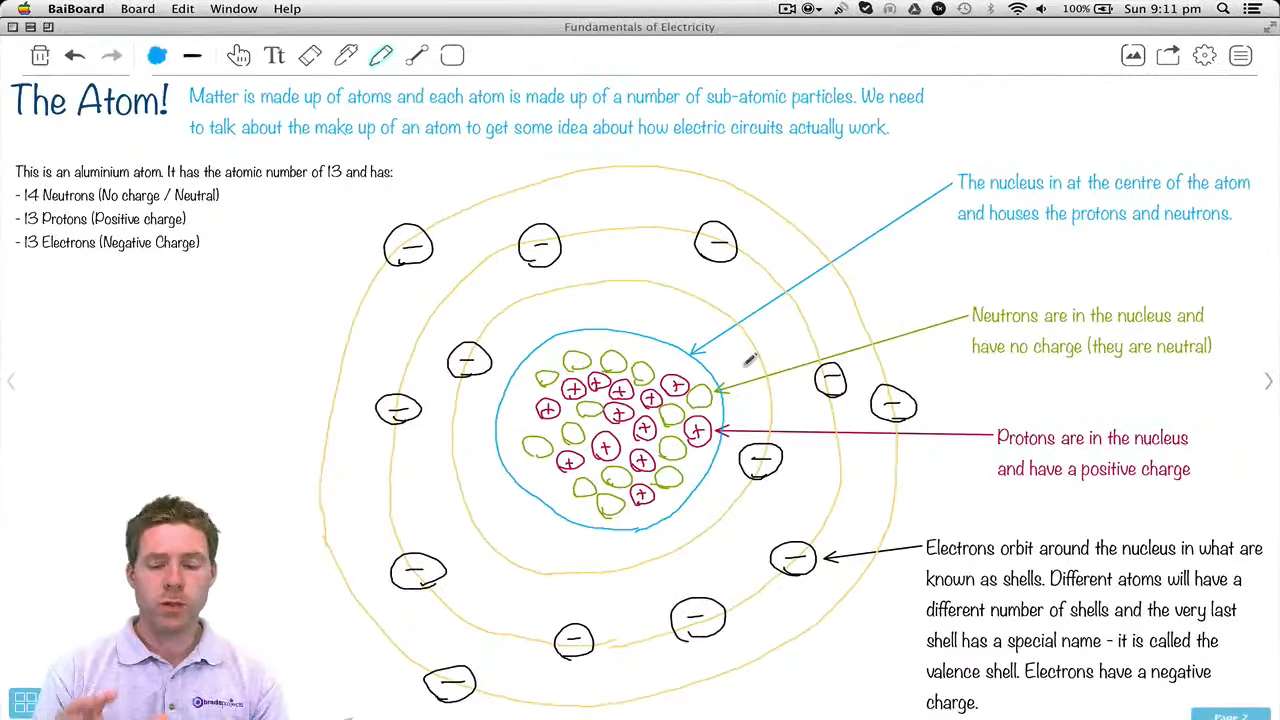 BaiBoard Board Edit Window Help 100% Sun 9:11 pm
Fundamentals of Electricity
Tt
The Atom!
Matter is made up of atoms and each atom is made up of a number of sub-atomic particles. We need
to talk about the make up of an atom to get some idea about how electric circuits actually work.
This is an aluminium atom. It has the atomic number of 13 and has:
- 14 Neutrons (No charge / Neutral)
- 13 Protons (Positive charge)
- 13 Electrons (Negative Charge)
The nucleus in at the centre of the atom
and houses the protons and neutrons.
Neutrons are in the nucleus and
have no charge (they are neutral)
Protons are in the nucleus
and have a positive charge
Electrons orbit around the nucleus in what are
known as shells. Different atoms will have a
different number of shells and the very last
shell has a special name - it is called the
valence shell. Electrons have a negative
charge.
Page 2